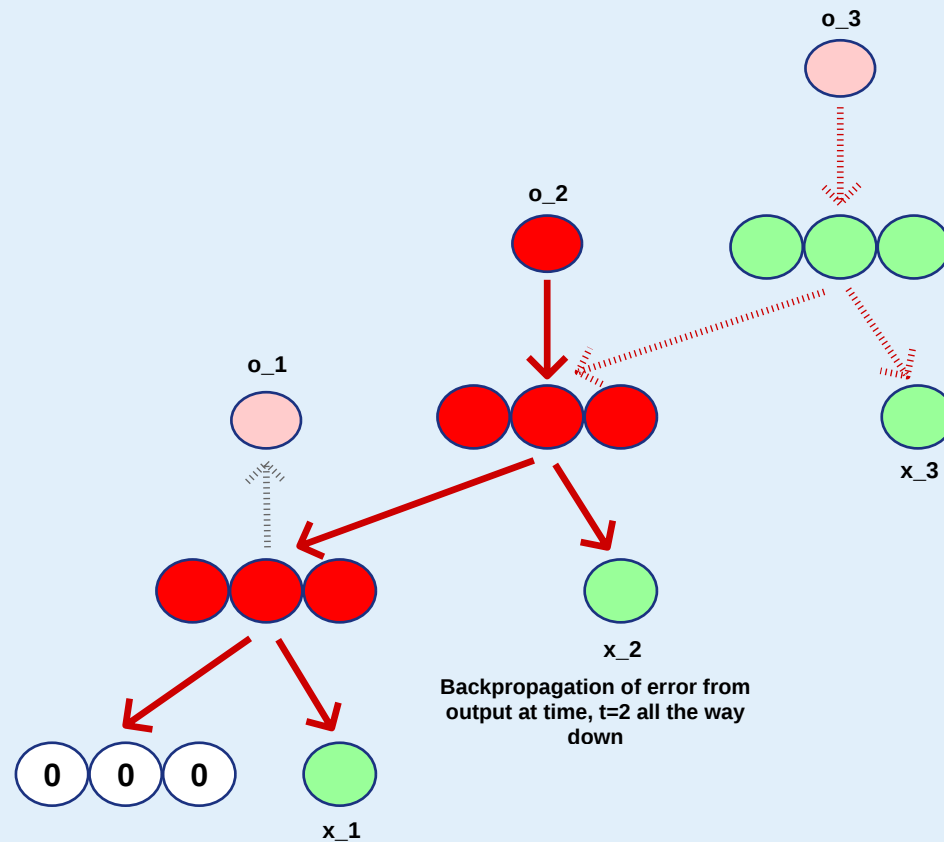 o_3
o_2
o_1
x_3
x_2
Backpropagation of error from
output at time, t=2 all the way
down
0 0 0
x_1